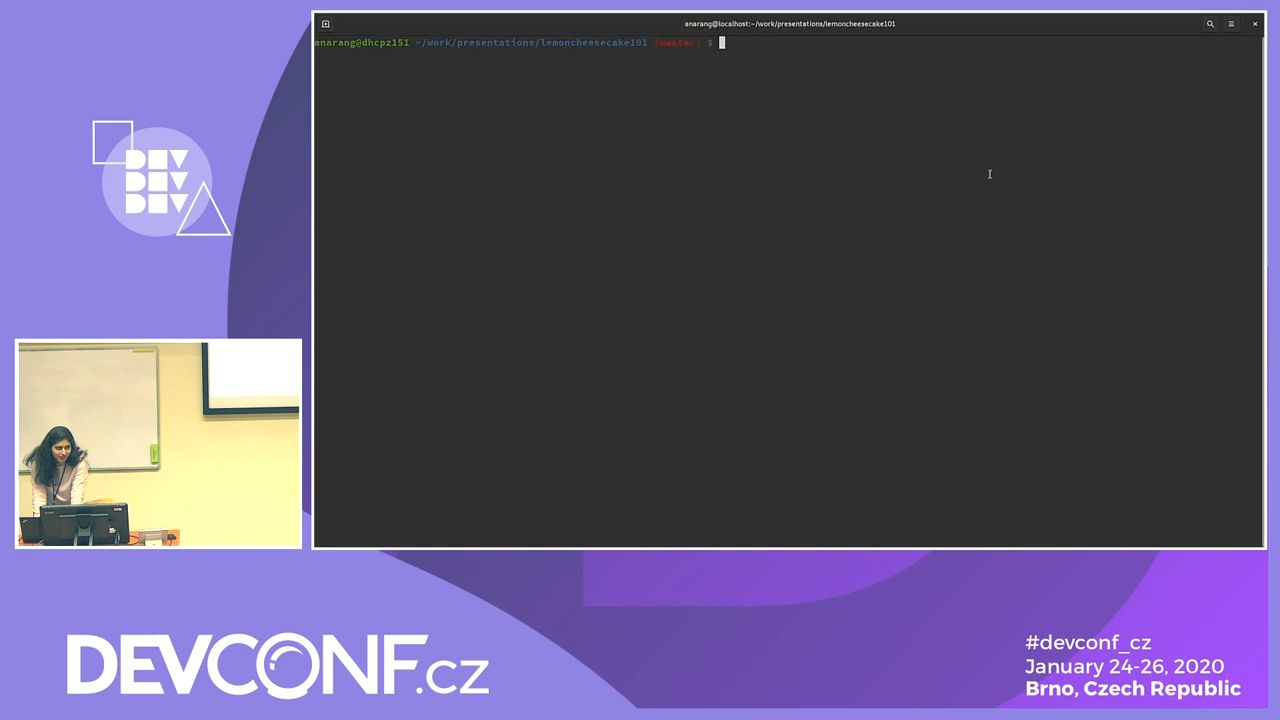 anarang@localhost:~/work/presentations/lemoncheesecake101
anarang@dhcpz151 ~/work/presentations/lemoncheesecake101 (master) $
DEV
DEV
DEV
DEVCONF.cz
#devconf_cz
January 24-26, 2020
Brno, Czech Republic